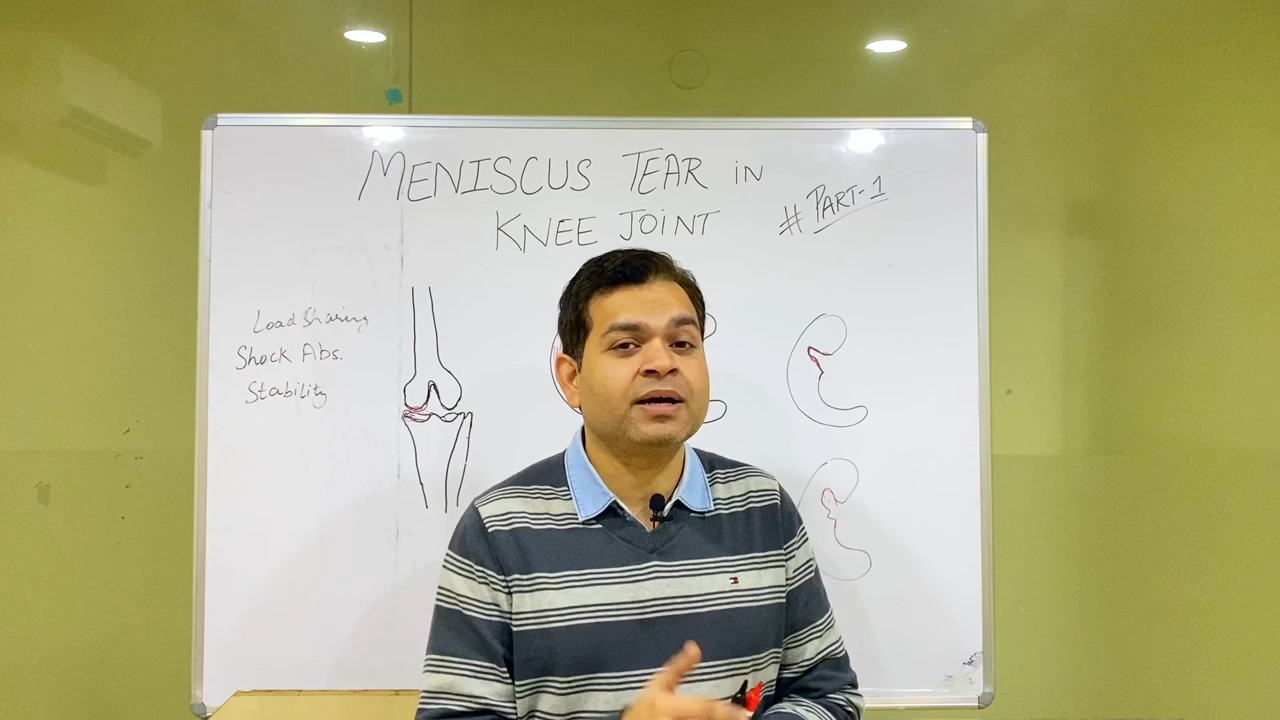 MENISCUS TEAR IN
KNEE JOINT
# PART-1
Load Sharing
Shock Abs.
Stability